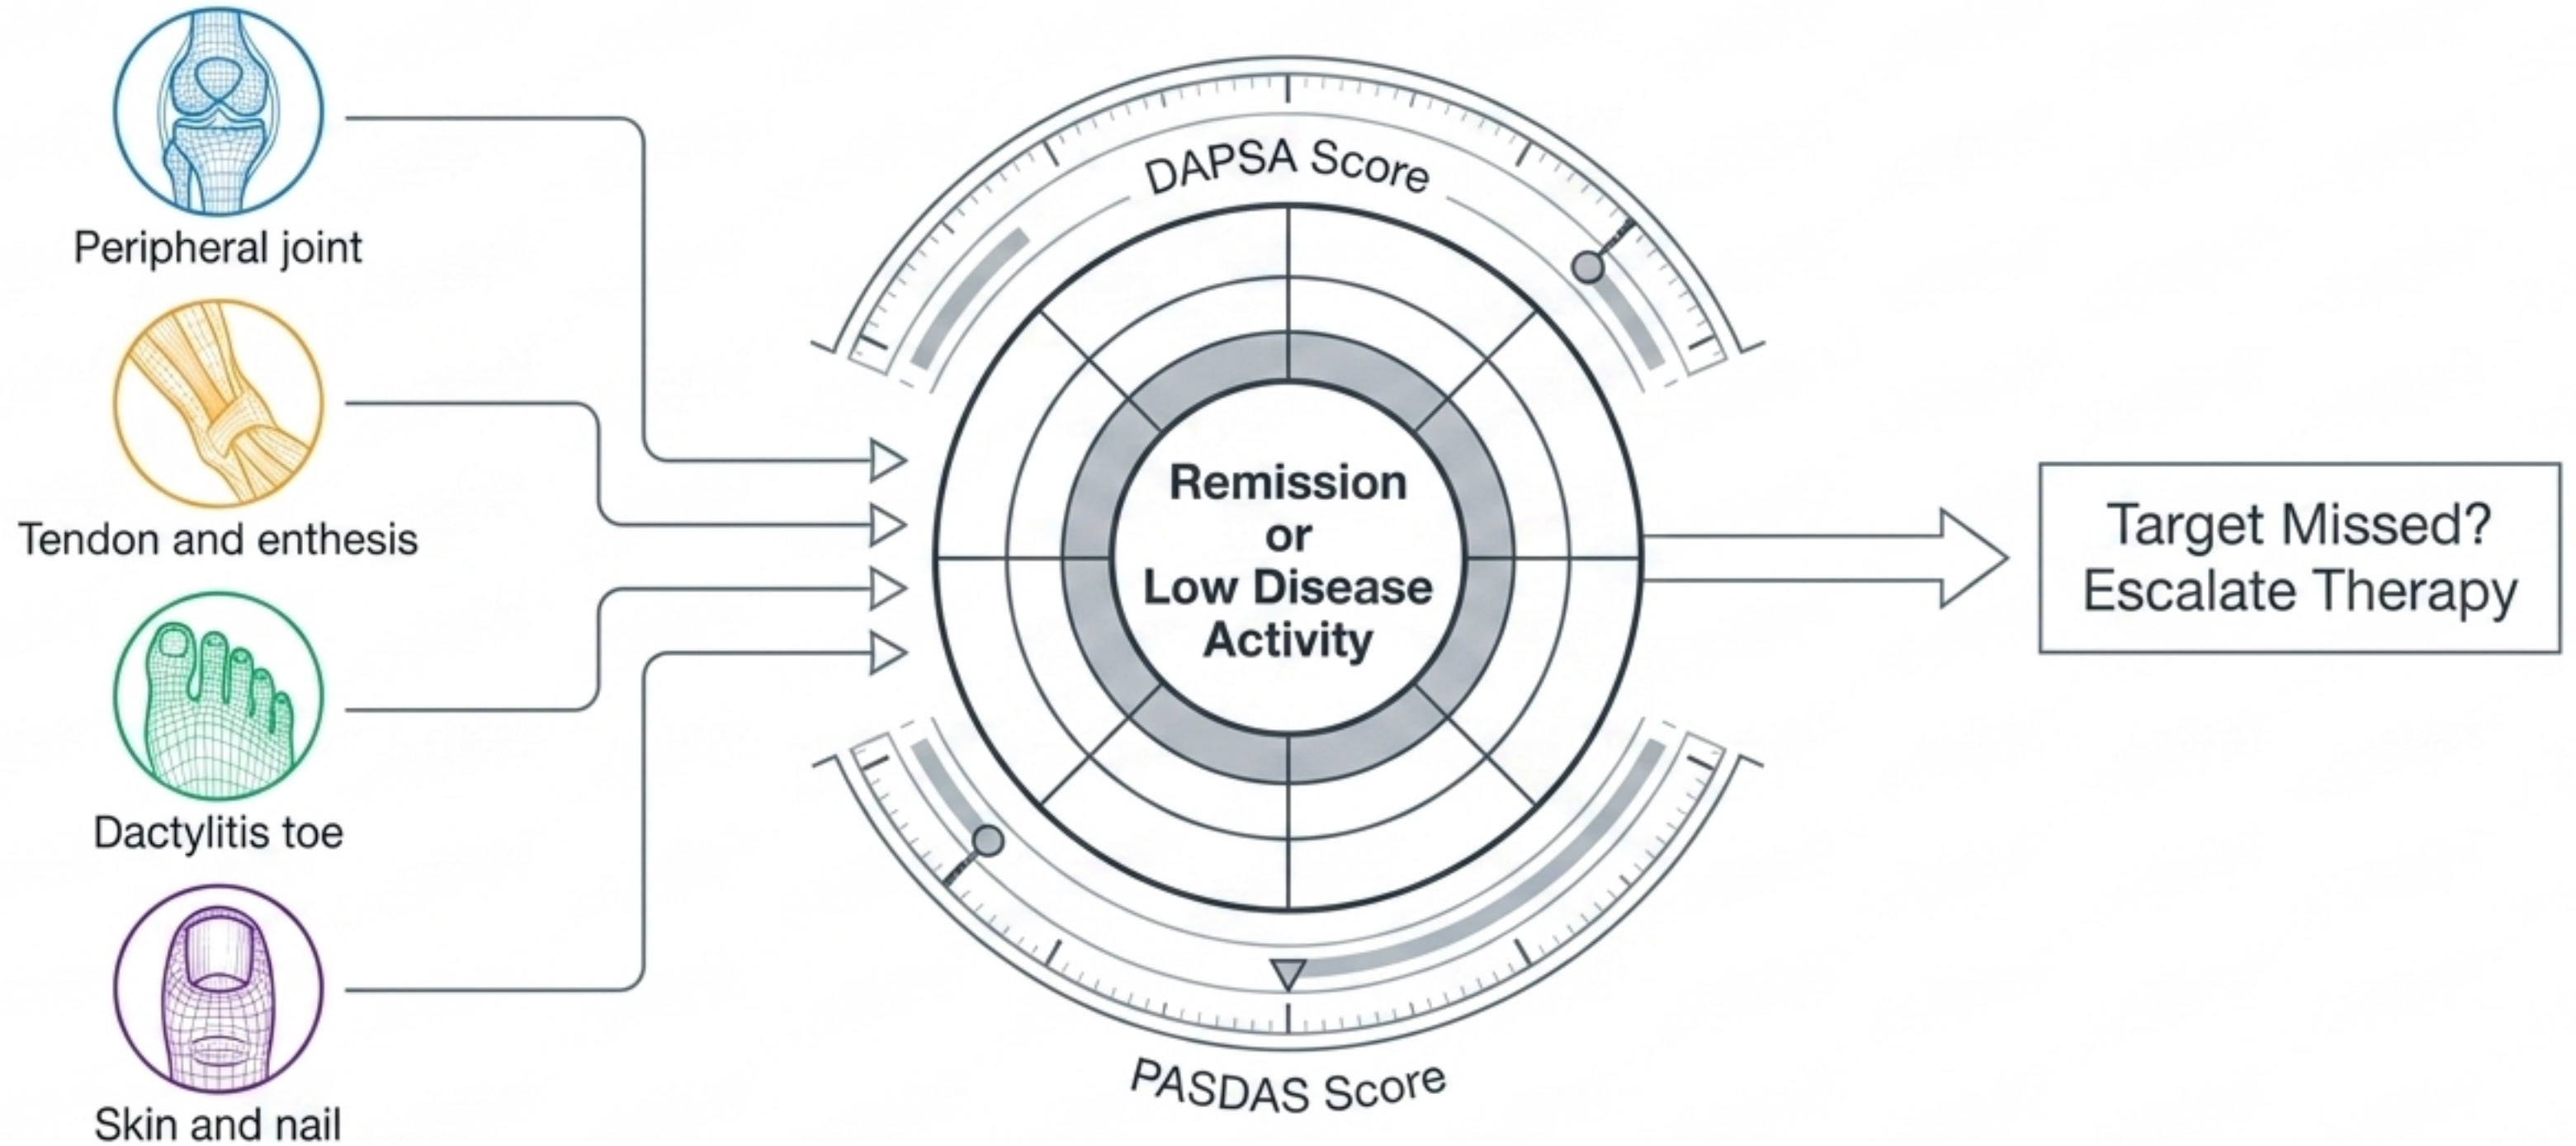 Peripheral joint
Tendon and enthesis
Dactylitis toe
Skin and nail
DAPSA Score
Remission
or
Low Disease
Activity
PASDAS Score
Target Missed?
Escalate Therapy